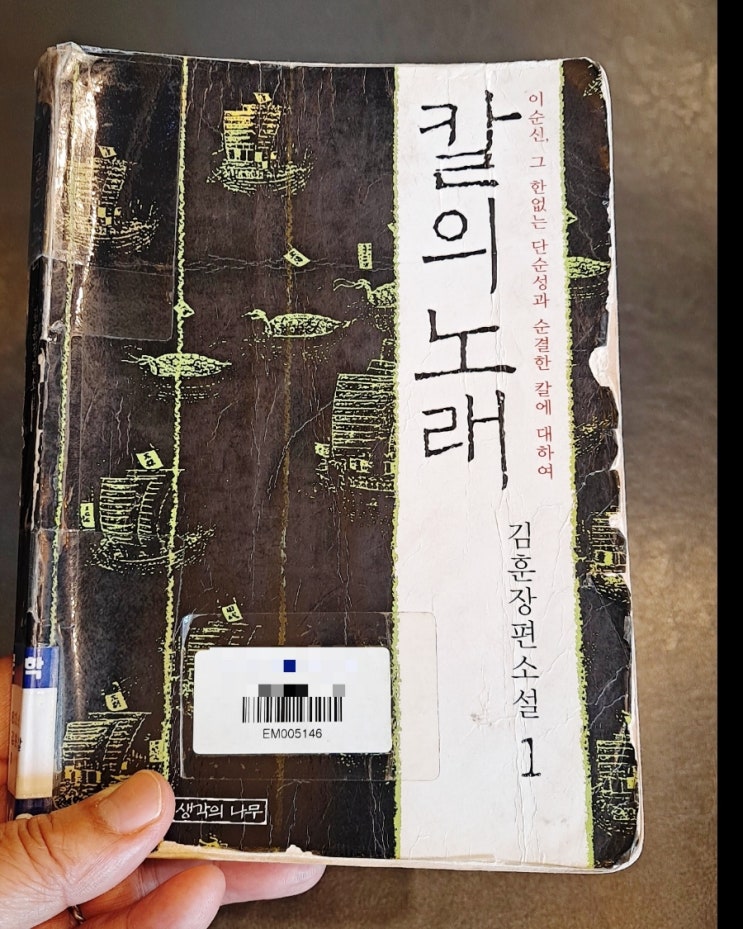 칼의노래
이순신, 그 한없는 단순성과 순결한 칼에 대하여
김훈장편소설 1
학
EM005146
생각의 나무